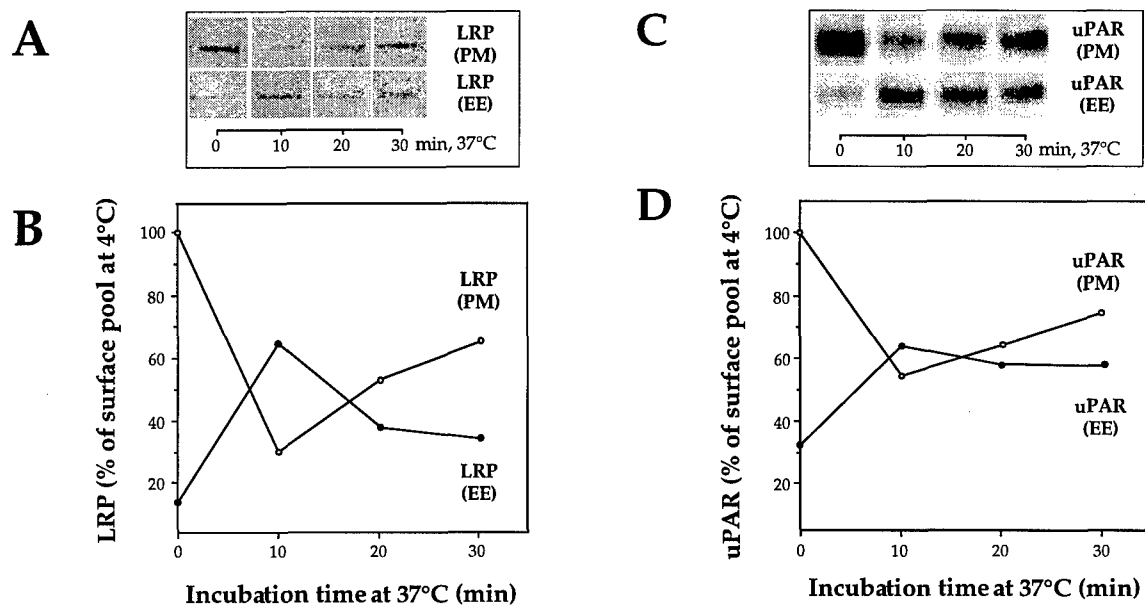 A
LRP
(PM)
LRP
(EE)
0 10 20 30 min, 37°C
B
LRP (% of surface pool at 4°C)
100
80
60
40
20
LRP
(PM)
LRP
(EE)
0 10 20 30
Incubation time at 37°C (min)
C
uPAR
(PM)
uPAR
(EE)
0 10 20 30 min, 37°C
D
uPAR (% of surface pool at 4°C)
100
80
60
40
20
uPAR
(PM)
uPAR
(EE)
0 10 20 30
Incubation time at 37°C (min)